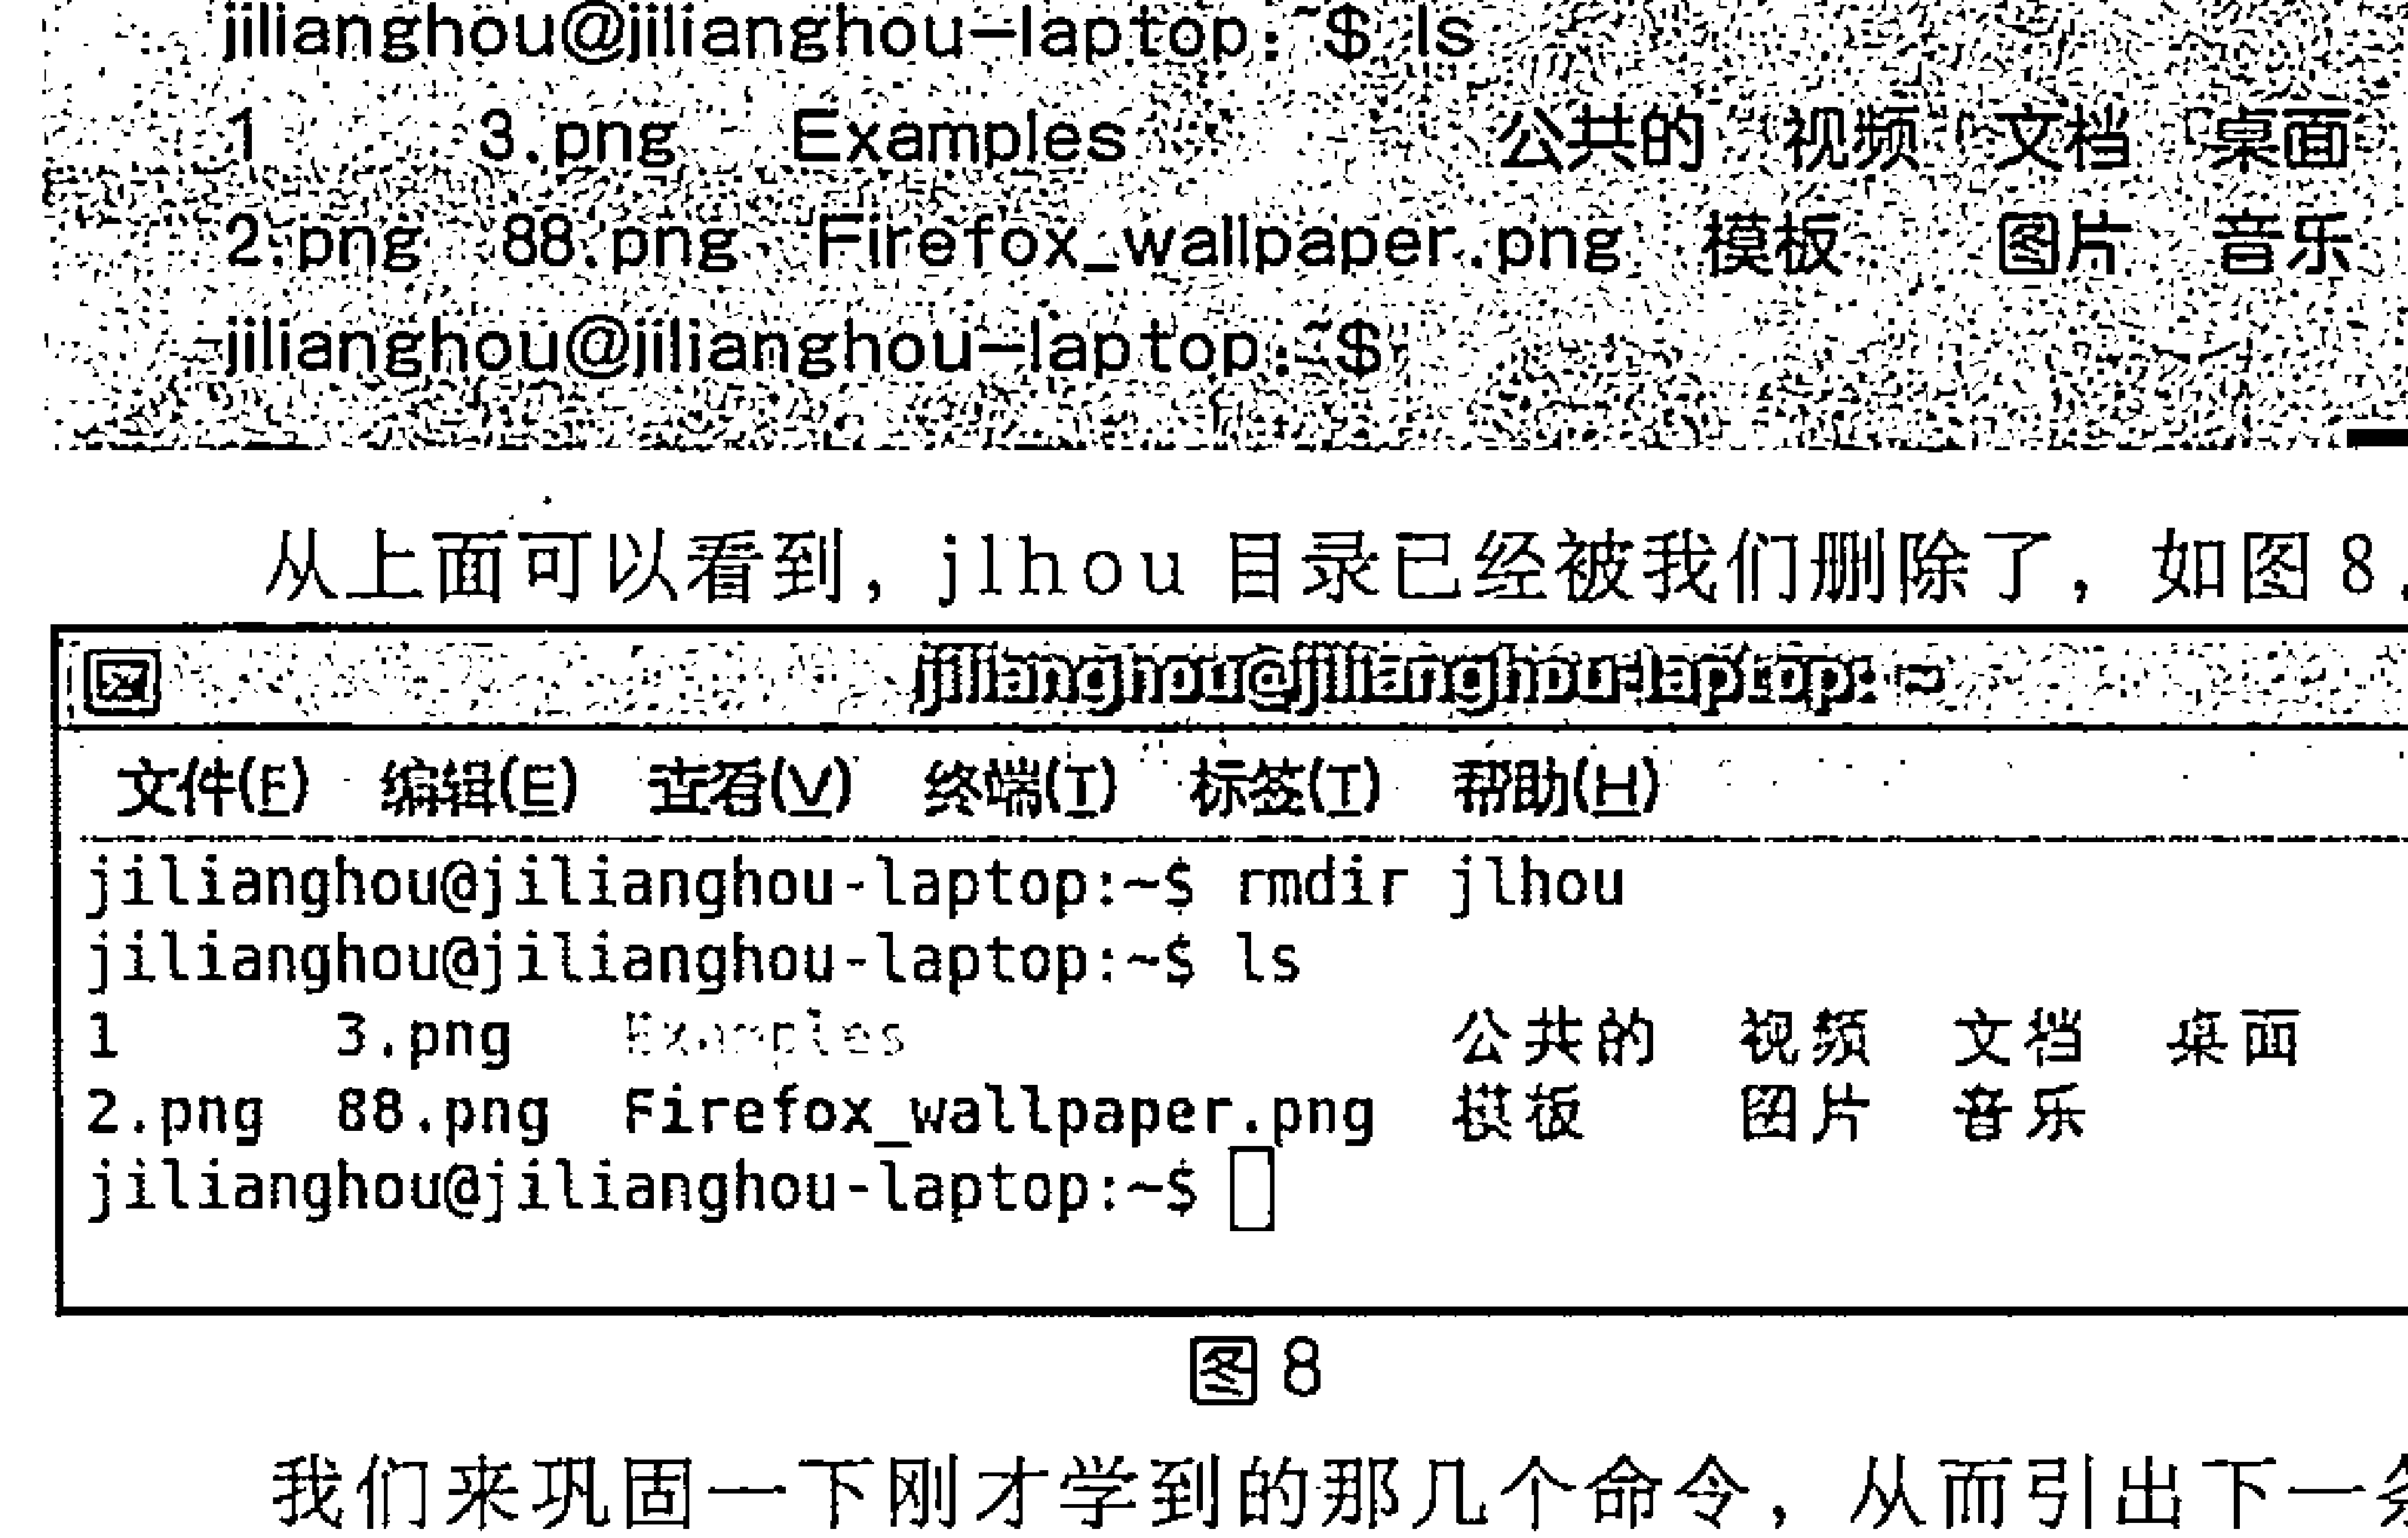 jilianghou@jilianghou-laptop:~$ ls
1 3.png Examples 公共的 视频 文档 桌面
2.png 88.png Firefox_wallpaper.png 模板 图片 音乐
jilianghou@jilianghou-laptop:~$
从上面可以看到，jlhou 目录已经被我们删除了，如图 8
jilianghou@jilianghou-laptop: ~
文件(F) 编辑(E) 查看(V) 终端(T) 标签(T) 帮助(H)
jilianghou@jilianghou-laptop:~$ rmdir jlhou
jilianghou@jilianghou-laptop:~$ ls
1 3.png Examples 公共的 视频 文档 桌面
2.png 88.png Firefox_wallpaper.png 模板 图片 音乐
jilianghou@jilianghou-laptop:~$
图 8
我们来巩固一下刚才学到的那几个命令，从而引出下一条